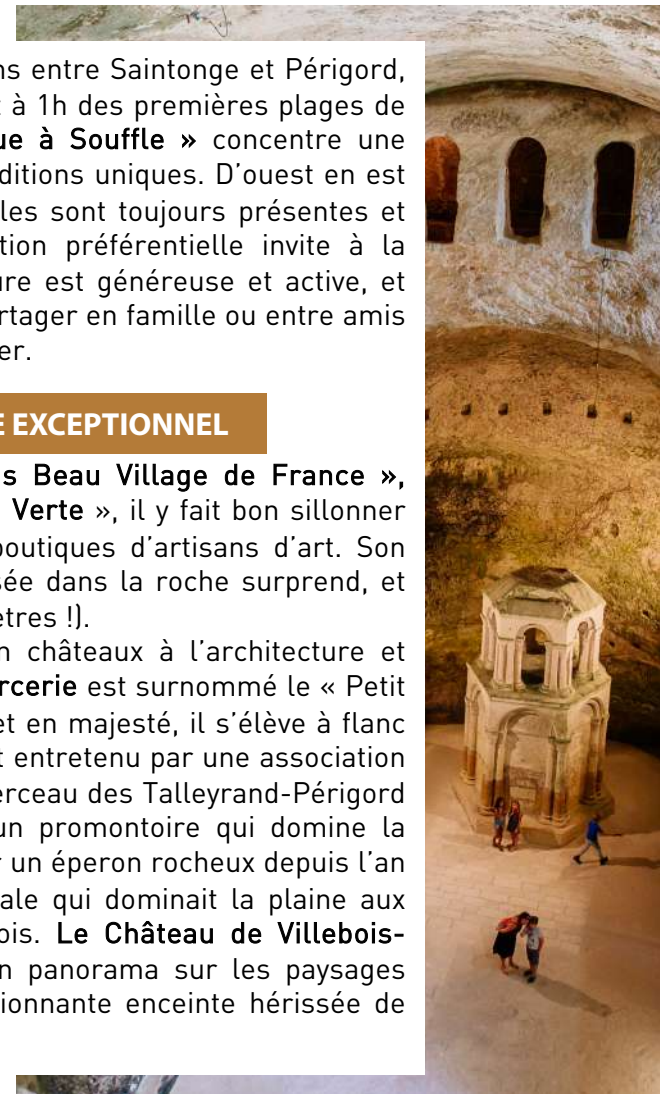 ns entre Saintonge et Périgord,
t à 1h des premières plages de
ue à Souffle » concentre une
ditions uniques. D’ouest en est
les sont toujours présentes et
tion préférentielle invite à la
ure est généreuse et active, et
rtager en famille ou entre amis
er.
E EXCEPTIONNEL
s Beau Village de France »,
Verte », il y fait bon sillonner
boutiques d’artisans d’art. Son
sée dans la roche surprend, et
ètres !).
n châteaux à l’architecture et
rcerie est surnommé le « Petit
et en majesté, il s’élève à flanc
t entretenu par une association
erceau des Talleyrand-Périgord
un promontoire qui domine la
r un éperon rocheux depuis l’an
ale qui dominait la plaine aux
ois. Le Château de Villebois-
n panorama sur les paysages
ionnante enceinte hérissée de